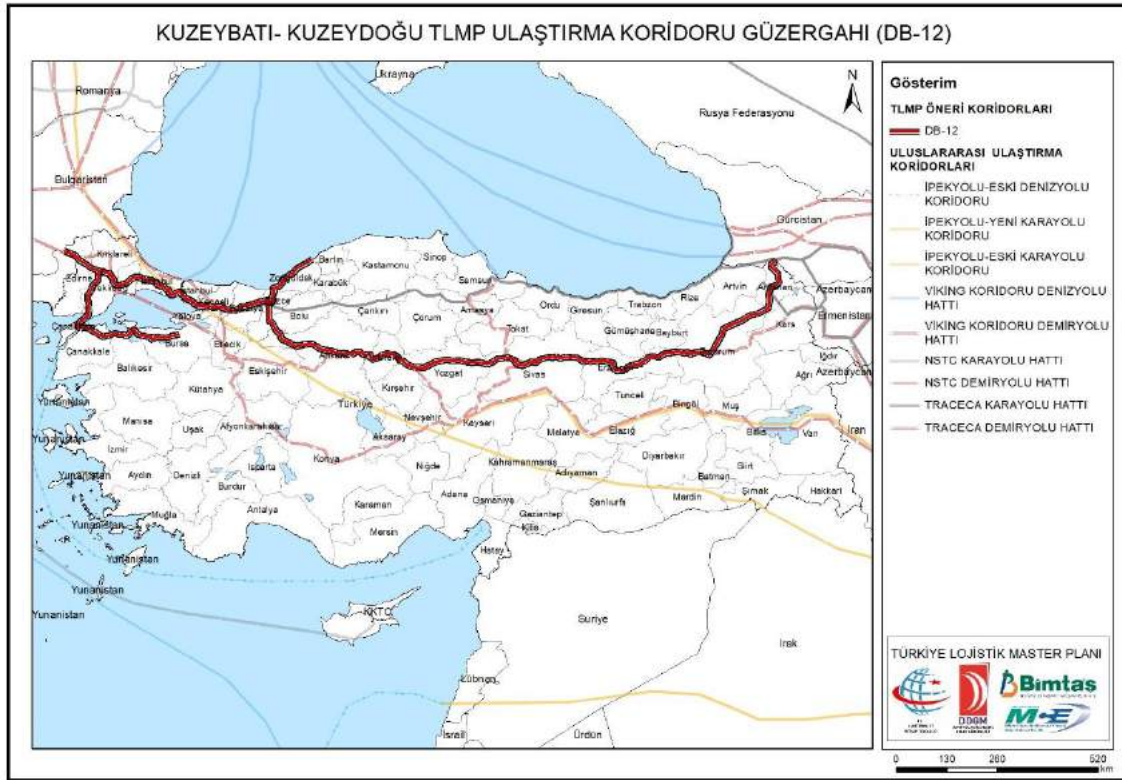 KUZEYBATI- KUZEYDOĞU TLMP ULAŞTIRMA KORİDORU GÜZERGAHI (DB-12)
Ukrayna
Romanya
N
Rusya Federasyonu
Bulgaristan
Gürcistan
Kırklareli
Edirne
Bartın
Zonguldak
Karabük
Kastamonu
Sinop
Samsun
Ordu
Giresun
Trabzon
Rize
Artvin
Azerbaycan
Ermenistan
Kars
Iğdır
Azerbaycan
Yalova
Bolu
Çankırı
Çorum
Amasya
Tokat
Gümüşhane
Bayburt
Çanakkale
Bursa
Bilecik
Balıkesir
Eskişehir
Kütahya
Kırşehir
Yozgat
Sivas
Ağrı
Tunceli
Bingöl
Muş
Türkiye
Nevşehir
Kayseri
Yunanistan
Manisa
Uşak
Afyonkarahisar
Aksaray
Malatya
Elazığ
Bitlis
Van
İran
Yunanistan
İzmir
Isparta
Konya
Niğde
Kahramanmaraş
Adıyaman
Diyarbakır
Batman
Siirt
Yunanistan
Aydın
Denizli
Burdur
Karaman
Adana
Osmaniye
Gaziantep
Şanlıurfa
Mardin
Şırnak
Hakkari
Yunanistan
Muğla
Antalya
Mersin
Kilis
Hatay
Yunanistan
Yunanistan
Yunanistan
KKTC
Suriye
Irak
Lübnan
İsrail
Ürdün
Gösterim
TLMP ÖNERİ KORİDORLARI
DB-12
ULUSLARARASI ULAŞTIRMA
KORİDORLARI
İPEKYOLU-ESKİ DENİZYOLU
KORİDORU
İPEKYOLU-YENİ KARAYOLU
KORİDORU
İPEKYOLU-ESKİ KARAYOLU
KORİDORU
VİKİNG KORİDORU DENİZYOLU
HATTI
VİKİNG KORİDORU DEMİRYOLU
HATTI
NSTC KARAYOLU HATTI
NSTC DEMİRYOLU HATTI
TRACECA KARAYOLU HATTI
TRACECA DEMİRYOLU HATTI
TÜRKİYE LOJİSTİK MASTER PLANI
DDGM
Bimtaş
M-E
0 130 260 520
km